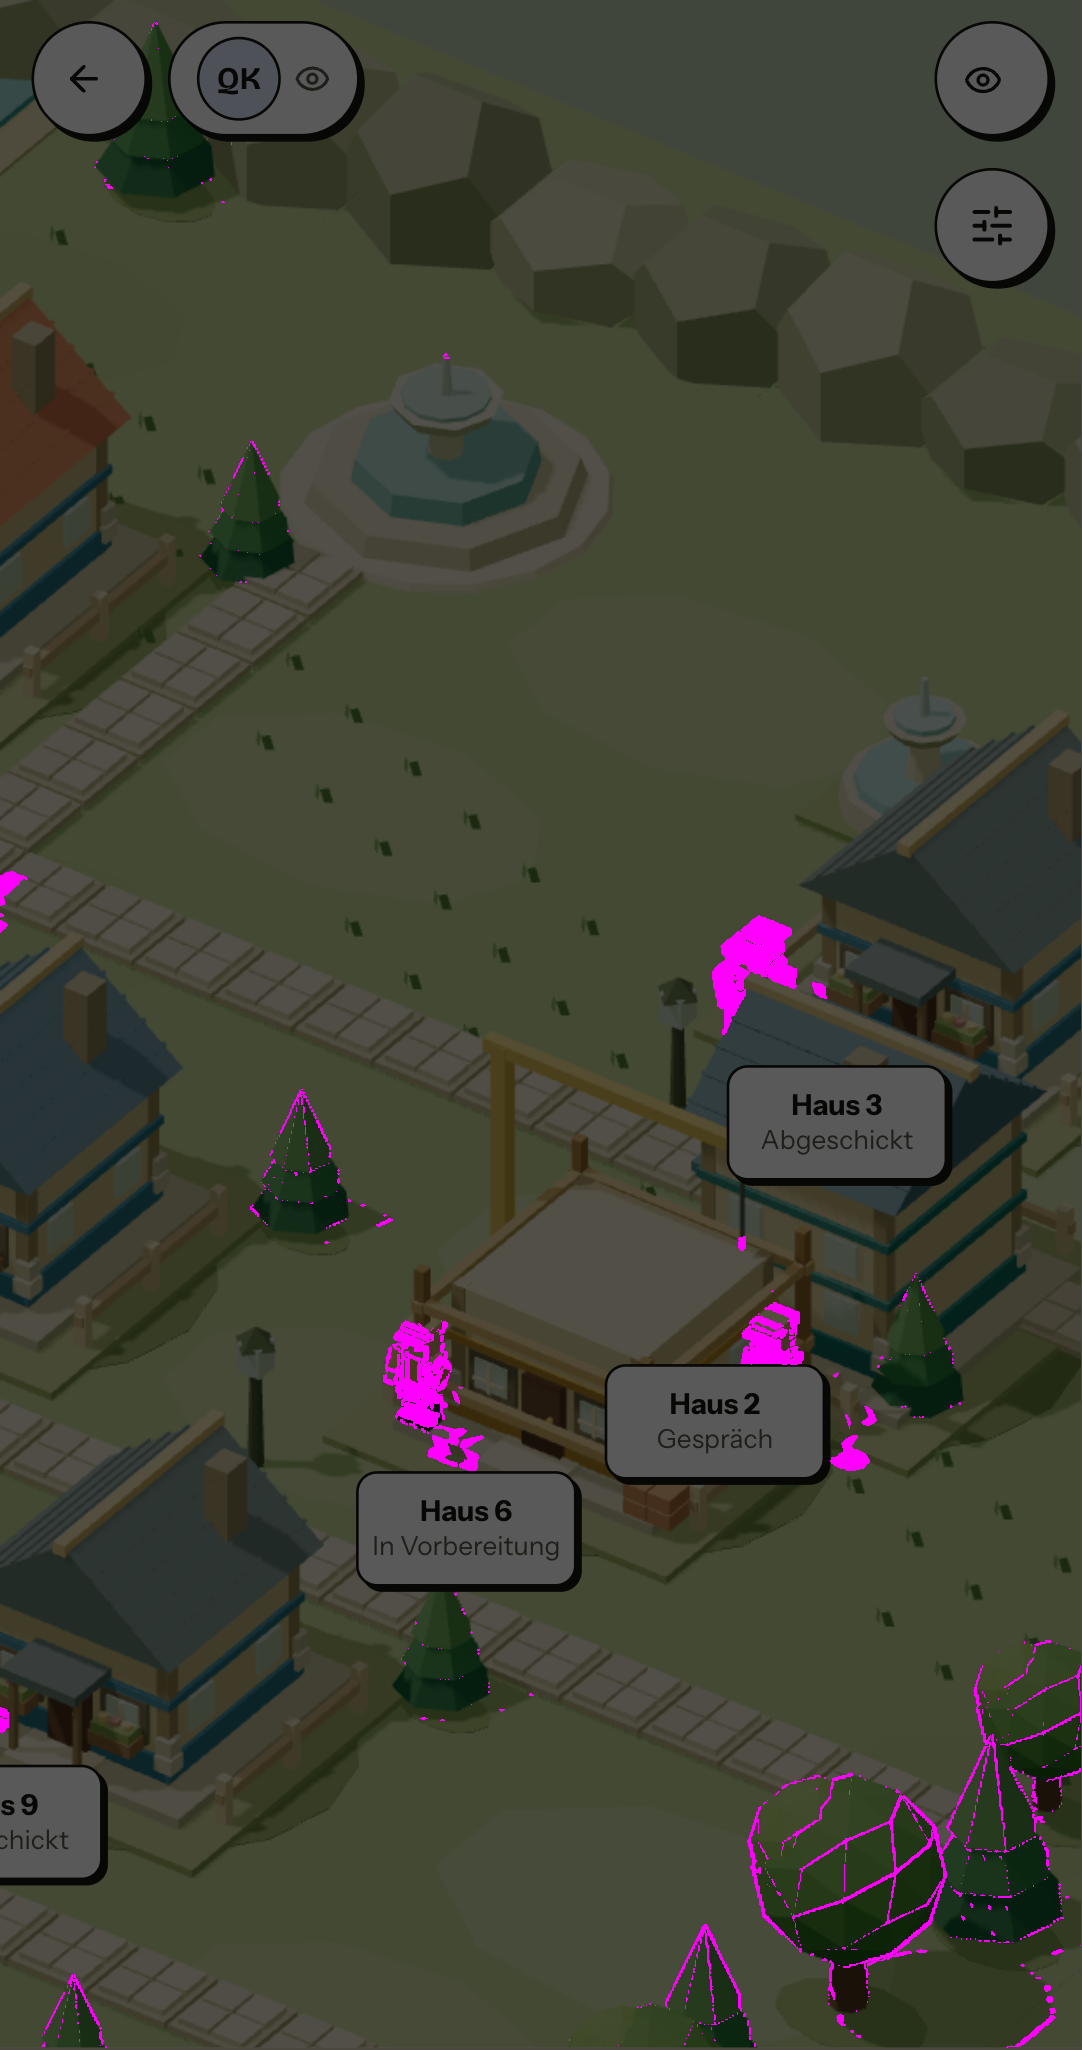 QK
Haus 3
Abgeschickt
Haus 2
Gespräch
Haus 6
In Vorbereitung
s 9
chickt